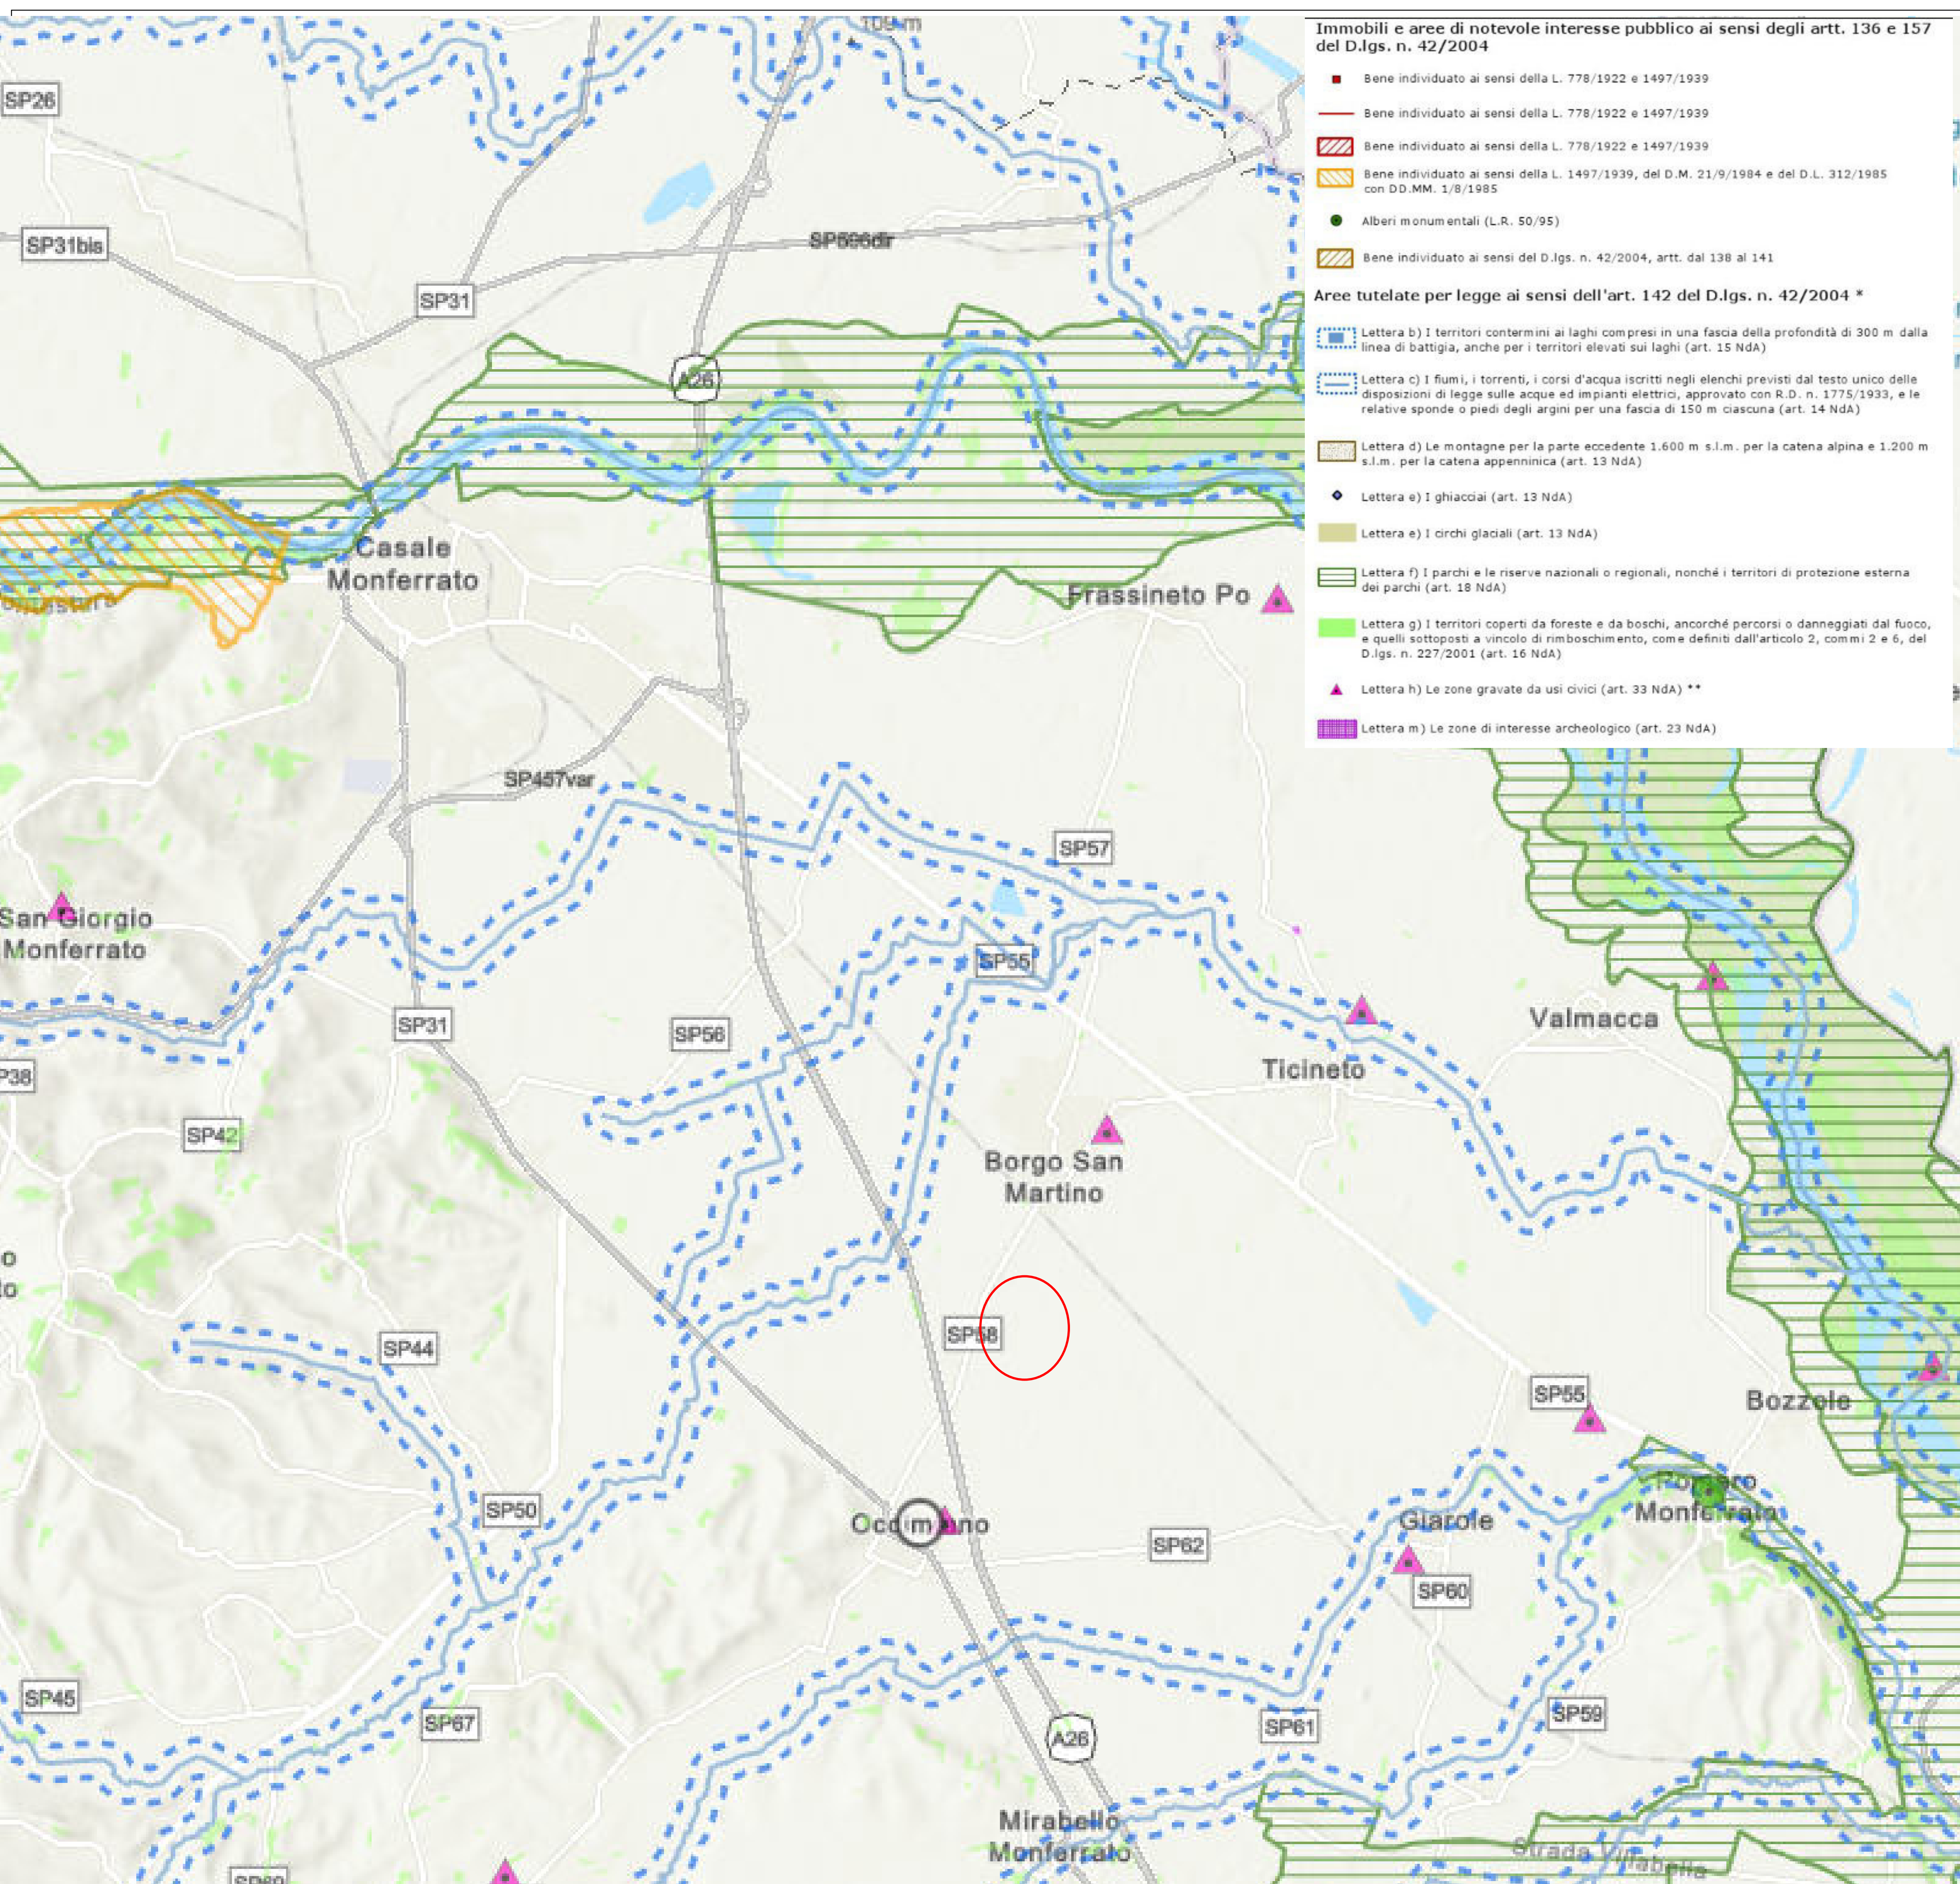 109 m
SP26
SP31bis
SP596dir
SP31
A26
Casale
Monferrato
Frassineto Po
SP457var
SP57
San Giorgio
Monferrato
SP55
SP31
SP56
Valmacca
Ticineto
P38
SP42
Borgo San
Martino
o
to
SP44
SP58
SP55
Bozzole
SP50
Occimiano
SP62
Giarole
Pomaro
Monferrato
SP60
SP45
SP67
SP61
SP59
A26
Mirabello
Monferrato
Strada Villabella
SP69
Immobili e aree di notevole interesse pubblico ai sensi degli artt. 136 e 157
del D.lgs. n. 42/2004
Bene individuato ai sensi della L. 778/1922 e 1497/1939
Bene individuato ai sensi della L. 778/1922 e 1497/1939
Bene individuato ai sensi della L. 778/1922 e 1497/1939
Bene individuato ai sensi della L. 1497/1939, del D.M. 21/9/1984 e del D.L. 312/1985
con DD.MM. 1/8/1985
Alberi monumentali (L.R. 50/95)
Bene individuato ai sensi del D.lgs. n. 42/2004, artt. dal 138 al 141
Aree tutelate per legge ai sensi dell'art. 142 del D.lgs. n. 42/2004 *
Lettera b) I territori contermini ai laghi compresi in una fascia della profondità di 300 m dalla
linea di battigia, anche per i territori elevati sui laghi (art. 15 NdA)
Lettera c) I fiumi, i torrenti, i corsi d'acqua iscritti negli elenchi previsti dal testo unico delle
disposizioni di legge sulle acque ed impianti elettrici, approvato con R.D. n. 1775/1933, e le
relative sponde o piedi degli argini per una fascia di 150 m ciascuna (art. 14 NdA)
Lettera d) Le montagne per la parte eccedente 1.600 m s.l.m. per la catena alpina e 1.200 m
s.l.m. per la catena appenninica (art. 13 NdA)
Lettera e) I ghiacciai (art. 13 NdA)
Lettera e) I circhi glaciali (art. 13 NdA)
Lettera f) I parchi e le riserve nazionali o regionali, nonché i territori di protezione esterna
dei parchi (art. 18 NdA)
Lettera g) I territori coperti da foreste e da boschi, ancorché percorsi o danneggiati dal fuoco,
e quelli sottoposti a vincolo di rimboschimento, come definiti dall'articolo 2, commi 2 e 6, del
D.lgs. n. 227/2001 (art. 16 NdA)
Lettera h) Le zone gravate da usi civici (art. 33 NdA) **
Lettera m) Le zone di interesse archeologico (art. 23 NdA)